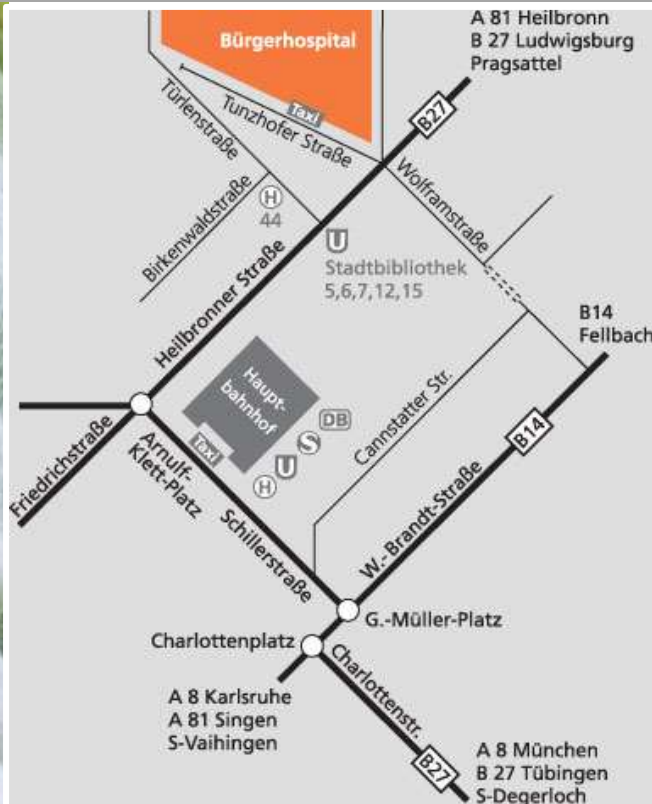 A 81 Heilbronn
B 27 Ludwigsburg
Pragsattel
Bürgerhospital
B27
Türlenstraße
Taxi
Tunzhofer Straße
Wolframstraße
Birkenwaldstraße
H
44
U
Stadtbibliothek
5,6,7,12,15
Heilbronner Straße
B14
Fellbach
Haupt-
bahnhof
DB
S
U
H
Taxi
Cannstatter Str.
B14
Friedrichstraße
Arnulf-
Klett-Platz
Schillerstraße
W.-Brandt-Straße
G.-Müller-Platz
Charlottenplatz
Charlottenstr.
A 8 Karlsruhe
A 81 Singen
S-Vaihingen
B27
A 8 München
B 27 Tübingen
S-Degerloch